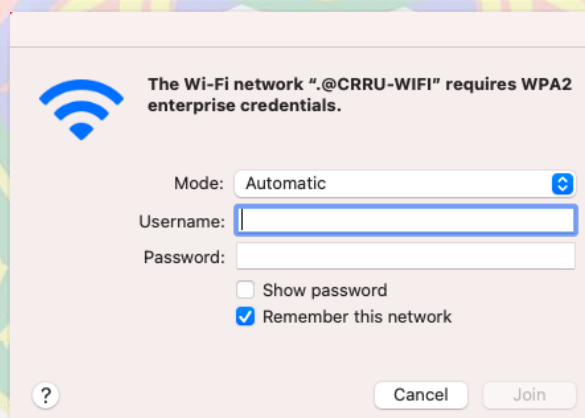 The Wi-Fi network “.@CRRU-WIFI” requires WPA2
enterprise credentials.
Mode: Automatic
Username:
Password:
Show password
Remember this network
? Cancel Join